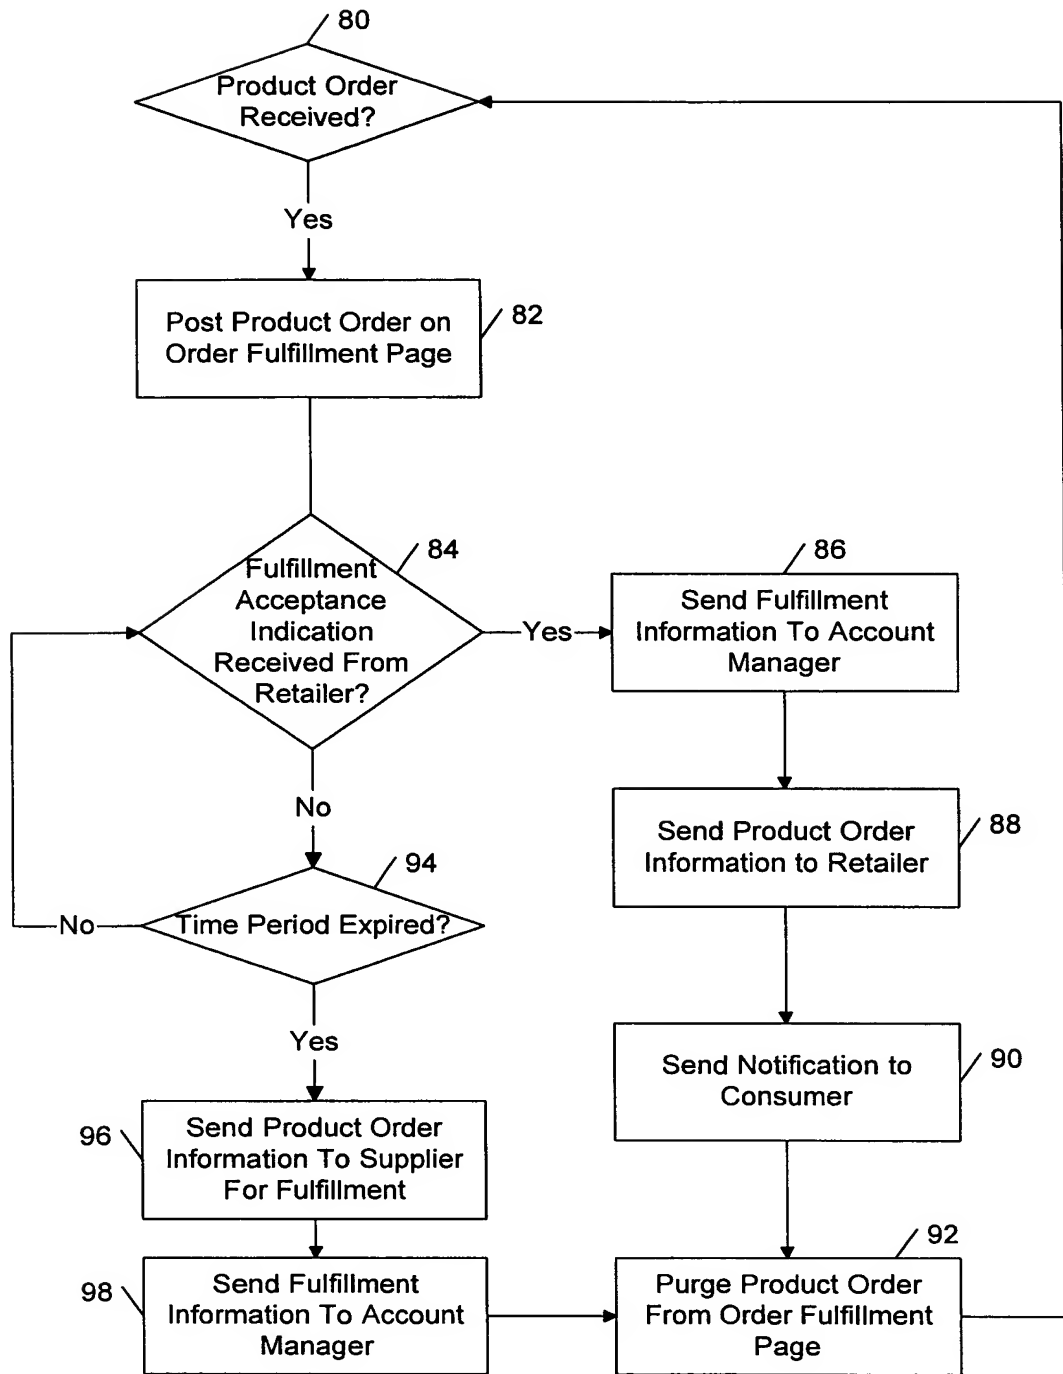 80
Product Order
Received?
Yes
Post Product Order on
Order Fulfillment Page
82
84
Fulfillment
Acceptance
Indication
Received From
Retailer?
Yes
86
Send Fulfillment
Information To Account
Manager
88
Send Product Order
Information to Retailer
No
94
Time Period Expired?
No
Yes
90
Send Notification to
Consumer
96
Send Product Order
Information To Supplier
For Fulfillment
98
Send Fulfillment
Information To Account
Manager
92
Purge Product Order
From Order Fulfillment
Page